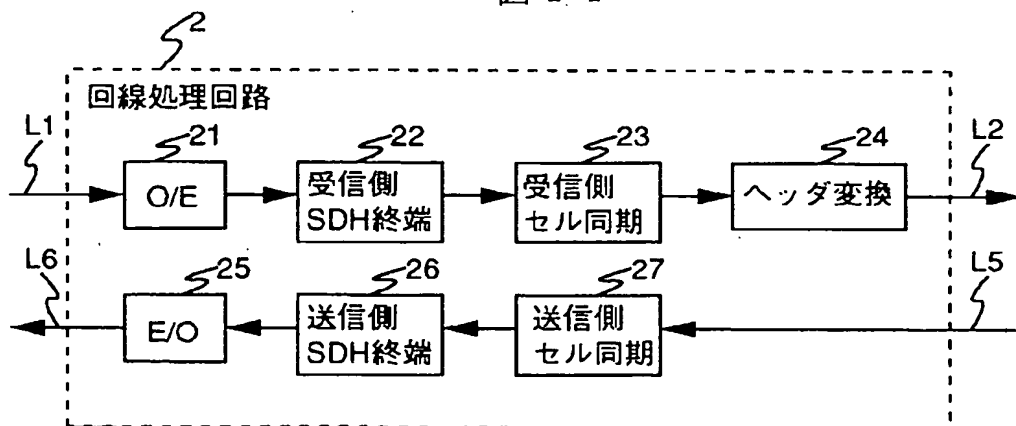 2
回線処理回路
L1
21
22
23
24
L2
O/E
受信側
SDH終端
受信側
セル同期
ヘッダ変換
L6
25
26
27
L5
E/O
送信側
SDH終端
送信側
セル同期